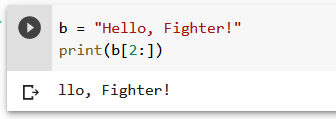 b = "Hello, Fighter!"
print(b[2:])
llo, Fighter!